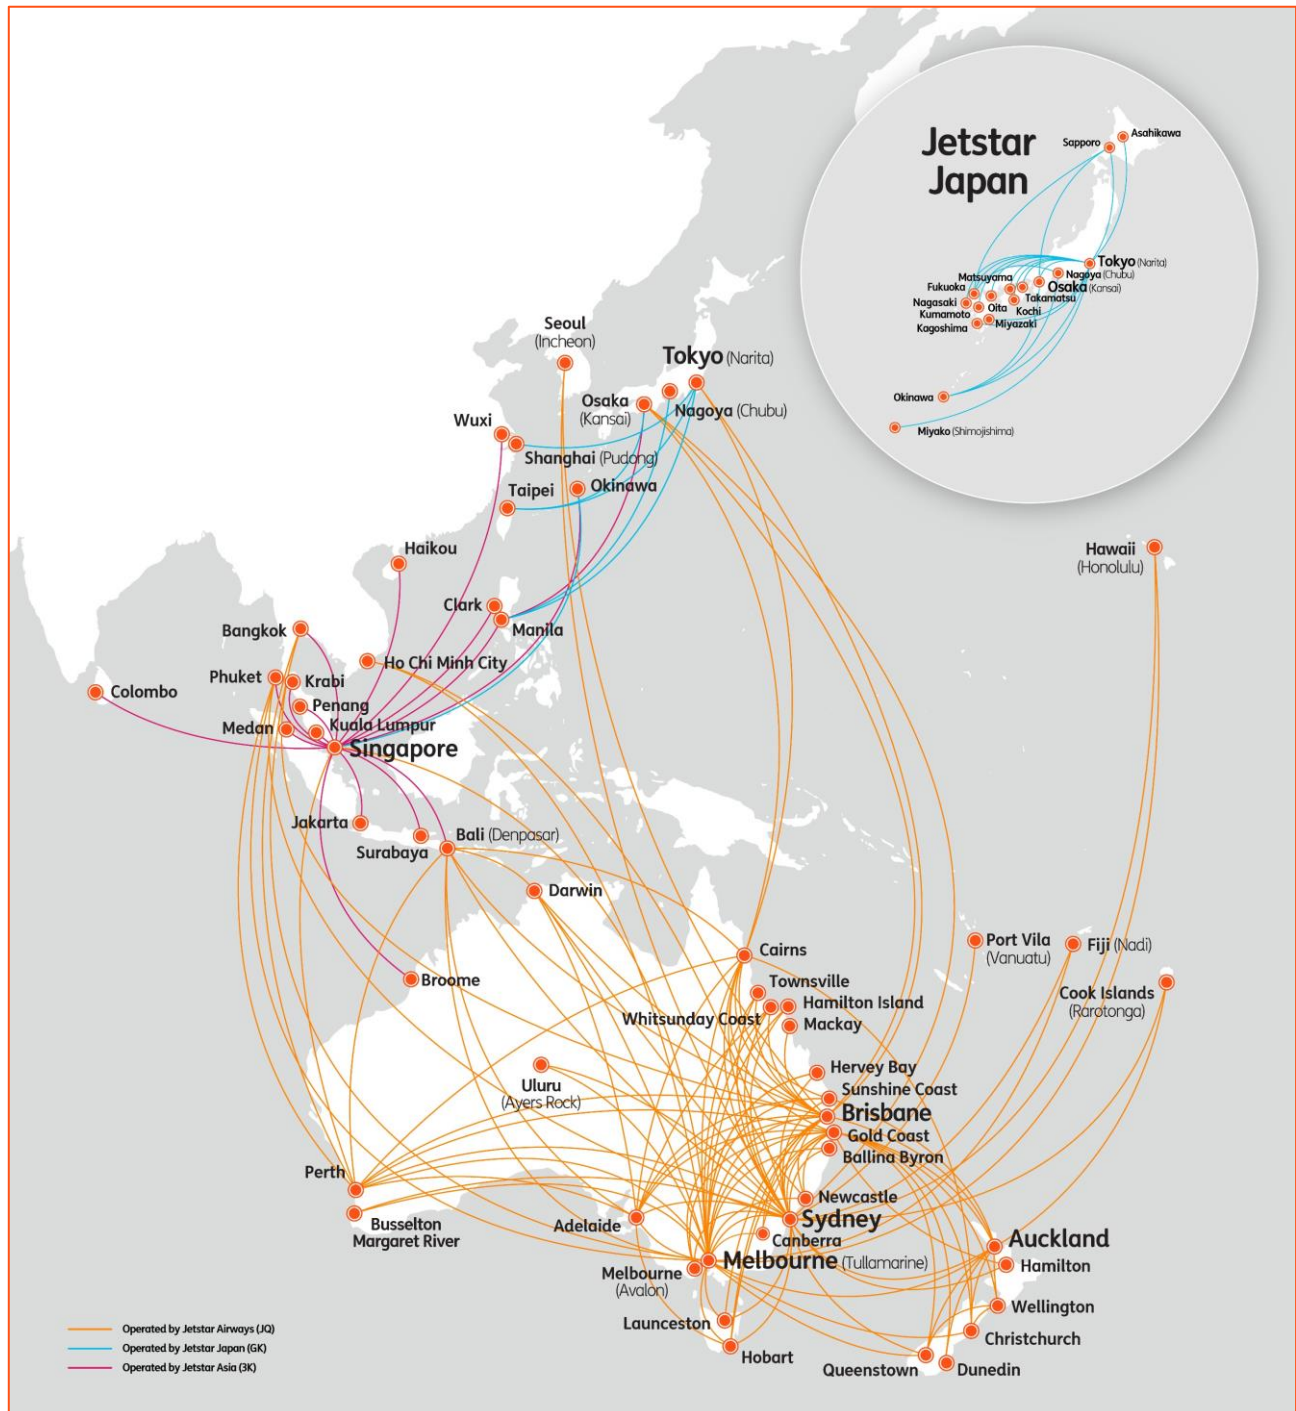 Jetstar
Japan
Asahikawa
Sapporo
Tokyo (Narita)
Nagoya (Chubu)
Matsuyama
Osaka (Kansai)
Fukuoka
Takamatsu
Nagasaki
Oita
Kochi
Kumamoto
Kagoshima
Miyazaki
Okinawa
Miyako (Shimojishima)
Seoul
(Incheon)
Tokyo (Narita)
Osaka
(Kansai)
Nagoya (Chubu)
Wuxi
Shanghai (Pudong)
Taipei
Okinawa
Haikou
Hawaii
(Honolulu)
Clark
Manila
Bangkok
Ho Chi Minh City
Phuket
Krabi
Colombo
Penang
Medan
Kuala Lumpur
Singapore
Jakarta
Bali (Denpasar)
Surabaya
Darwin
Port Vila
(Vanuatu)
Fiji (Nadi)
Cairns
Broome
Townsville
Cook Islands
(Rarotonga)
Hamilton Island
Whitsunday Coast
Mackay
Hervey Bay
Uluru
(Ayers Rock)
Sunshine Coast
Brisbane
Gold Coast
Ballina Byron
Perth
Newcastle
Busselton
Margaret River
Adelaide
Sydney
Canberra
Auckland
Melbourne (Tullamarine)
Hamilton
Melbourne
(Avalon)
Wellington
Launceston
Christchurch
Hobart
Queenstown
Dunedin
Operated by Jetstar Airways (JQ)
Operated by Jetstar Japan (GK)
Operated by Jetstar Asia (3K)